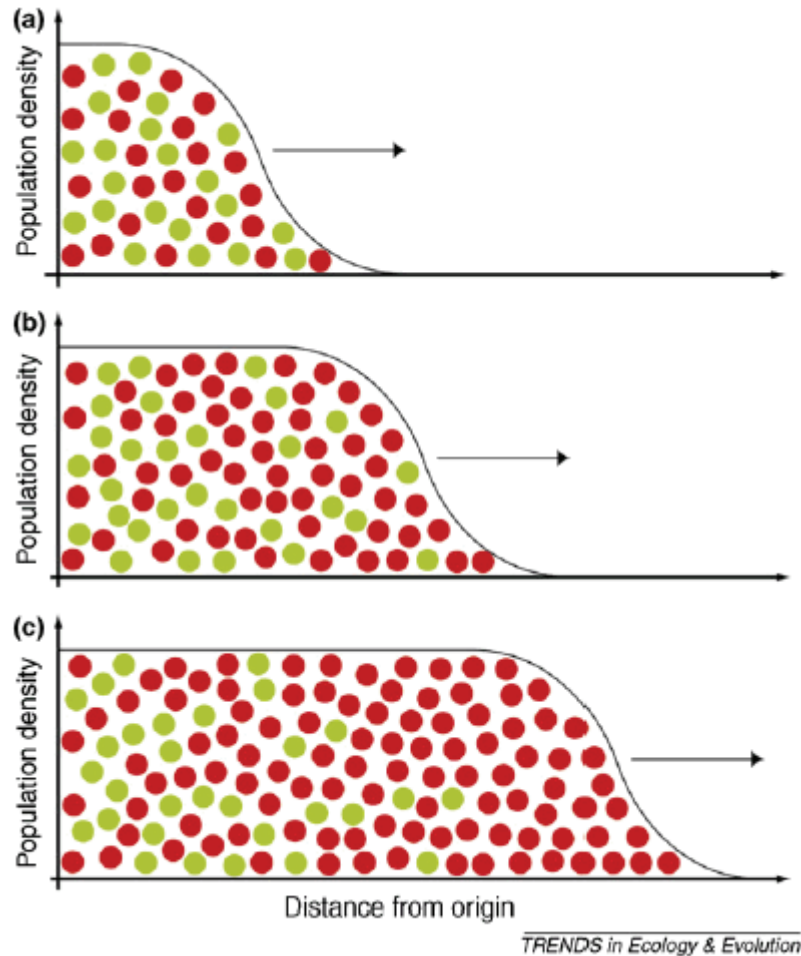 (a)
Population density
(b)
Population density
(c)
Population density
Distance from origin
TRENDS in Ecology & Evolution